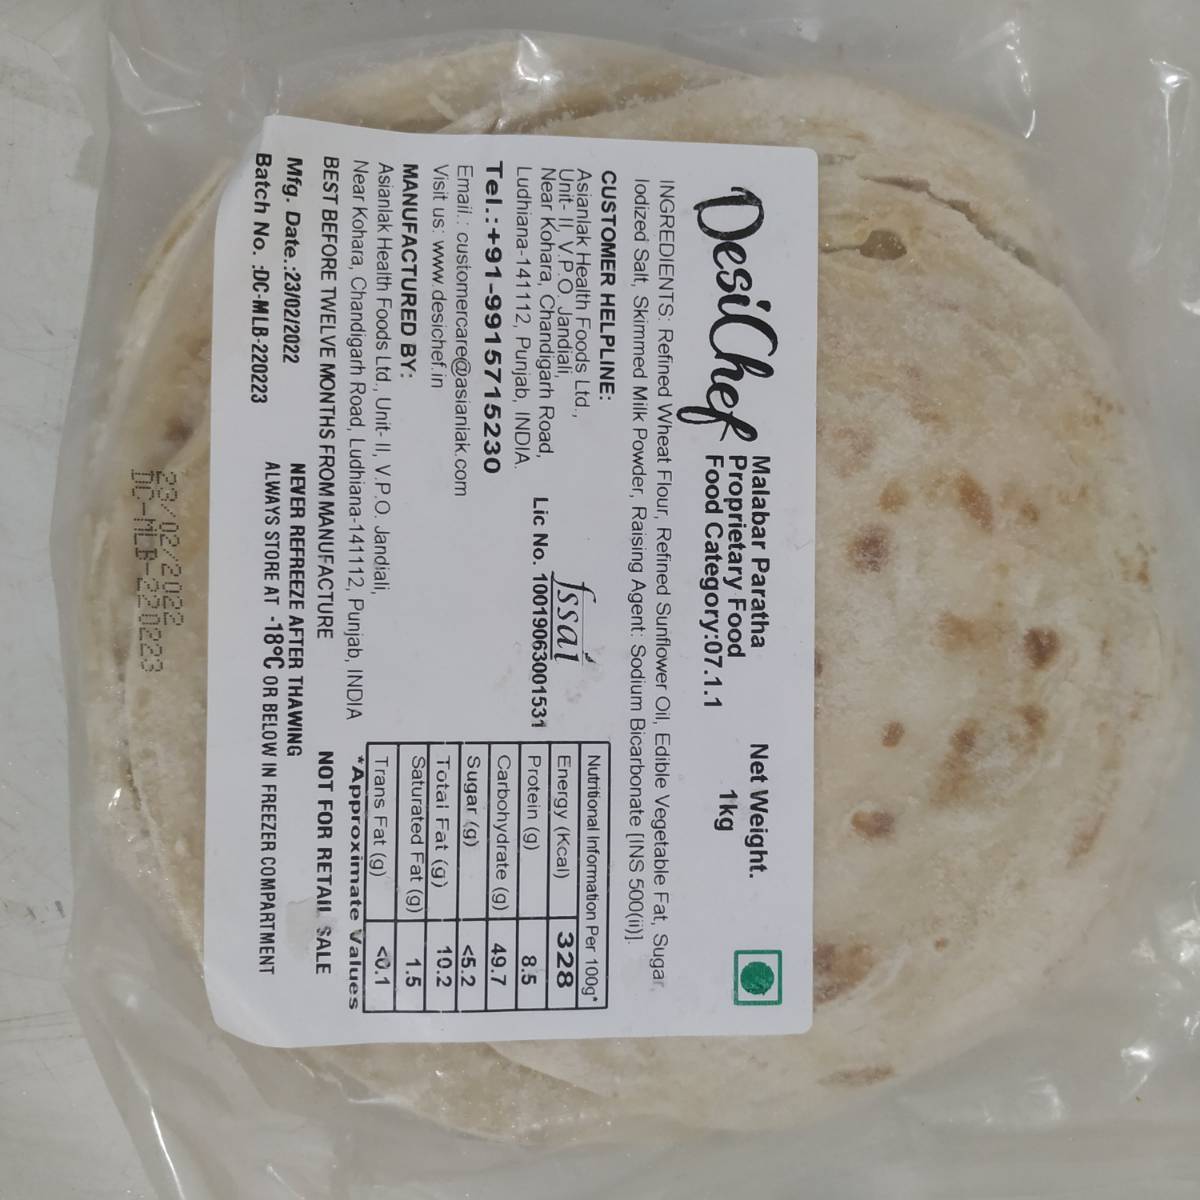 DesiChef
Malabar Paratha
Proprietary Food
Food Category:07.1.1
Net Weight.
1kg
INGREDIENTS: Refined Wheat Flour, Refined Sunflower Oil, Edible Vegetable Fat, Sugar,
Iodized Salt, Skimmed Milk Powder, Raising Agent: Sodium Bicarbonate [INS 500(ii)].
CUSTOMER HELPLINE:
Asianlak Health Foods Ltd.,
Unit- II, V.P.O. Jandiali,
Near Kohara, Chandigarh Road,
Ludhiana-141112, Punjab, INDIA.
Tel.:+91-9915715230
Email.: customercare@asianlak.com
Visit us: www.desichef.in
fssai
Lic No. 10019063001531
MANUFACTURED BY:
Asianlak Health Foods Ltd., Unit- II, V.P.O. Jandiali,
Near Kohara, Chandigarh Road, Ludhiana-141112, Punjab, INDIA
Nutritional Information Per 100g*
Energy (Kcal) 328
Protein (g) 8.5
Carbohydrate (g) 49.7
Sugar (g) <5.2
Total Fat (g) 10.2
Saturated Fat (g) 1.5
Trans Fat (g) <0.1
*Approximate Values
BEST BEFORE TWELVE MONTHS FROM MANUFACTURE
NOT FOR RETAIL SALE
Mfg. Date.:23/02/2022
NEVER REFREEZE AFTER THAWING
Batch No. :DC-MLB-220223
ALWAYS STORE AT -18°C OR BELOW IN FREEZER COMPARTMENT
23/02/2022
DC-MLB-220223